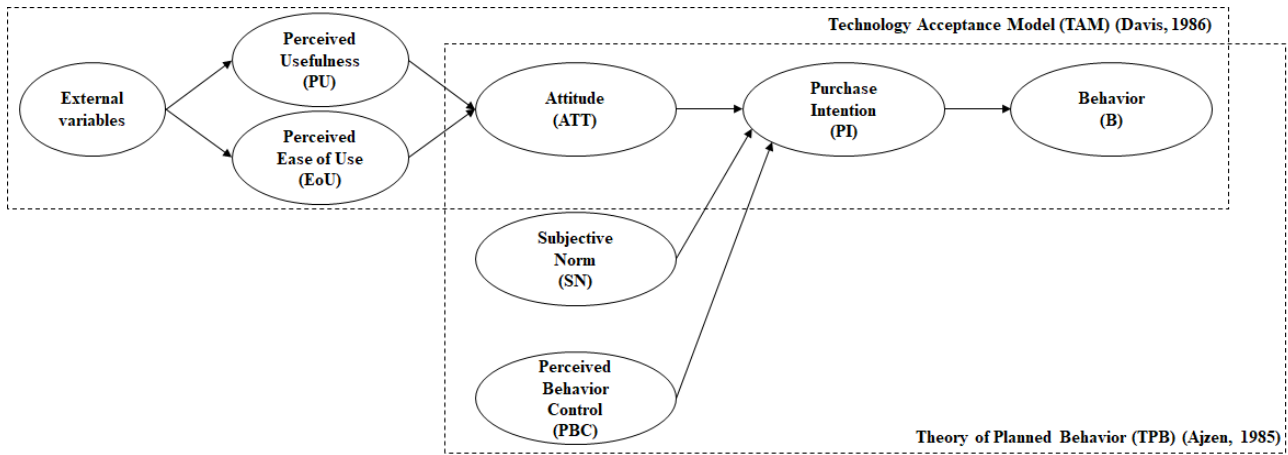 Technology Acceptance Model (TAM) (Davis, 1986)
Perceived
Usefulness
(PU)
External
variables
Perceived
Ease of Use
(EoU)
Attitude
(ATT)
Purchase
Intention
(PI)
Behavior
(B)
Subjective
Norm
(SN)
Perceived
Behavior
Control
(PBC)
Theory of Planned Behavior (TPB) (Ajzen, 1985)